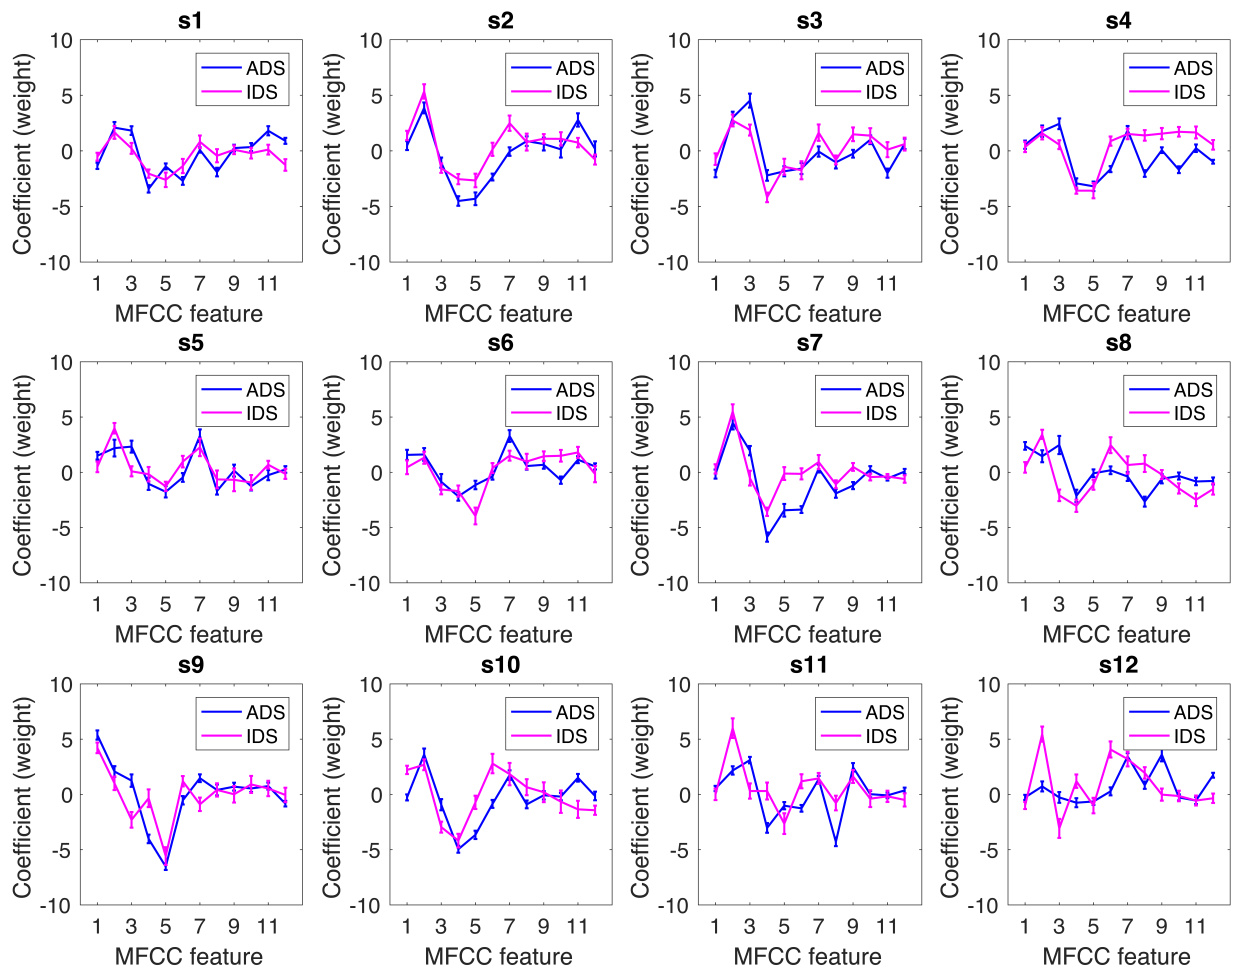 s1
s2
s3
s4
10
5
0
-5
-10
Coefficient (weight)
ADS
IDS
1 3 5 7 9 11
MFCC feature
10
5
0
-5
-10
Coefficient (weight)
ADS
IDS
1 3 5 7 9 11
MFCC feature
10
5
0
-5
-10
Coefficient (weight)
ADS
IDS
1 3 5 7 9 11
MFCC feature
10
5
0
-5
-10
Coefficient (weight)
ADS
IDS
1 3 5 7 9 11
MFCC feature
s5
s6
s7
s8
10
5
0
-5
-10
Coefficient (weight)
ADS
IDS
1 3 5 7 9 11
MFCC feature
10
5
0
-5
-10
Coefficient (weight)
ADS
IDS
1 3 5 7 9 11
MFCC feature
10
5
0
-5
-10
Coefficient (weight)
ADS
IDS
1 3 5 7 9 11
MFCC feature
10
5
0
-5
-10
Coefficient (weight)
ADS
IDS
1 3 5 7 9 11
MFCC feature
s9
s10
s11
s12
10
5
0
-5
-10
Coefficient (weight)
ADS
IDS
1 3 5 7 9 11
MFCC feature
10
5
0
-5
-10
Coefficient (weight)
ADS
IDS
1 3 5 7 9 11
MFCC feature
10
5
0
-5
-10
Coefficient (weight)
ADS
IDS
1 3 5 7 9 11
MFCC feature
10
5
0
-5
-10
Coefficient (weight)
ADS
IDS
1 3 5 7 9 11
MFCC feature